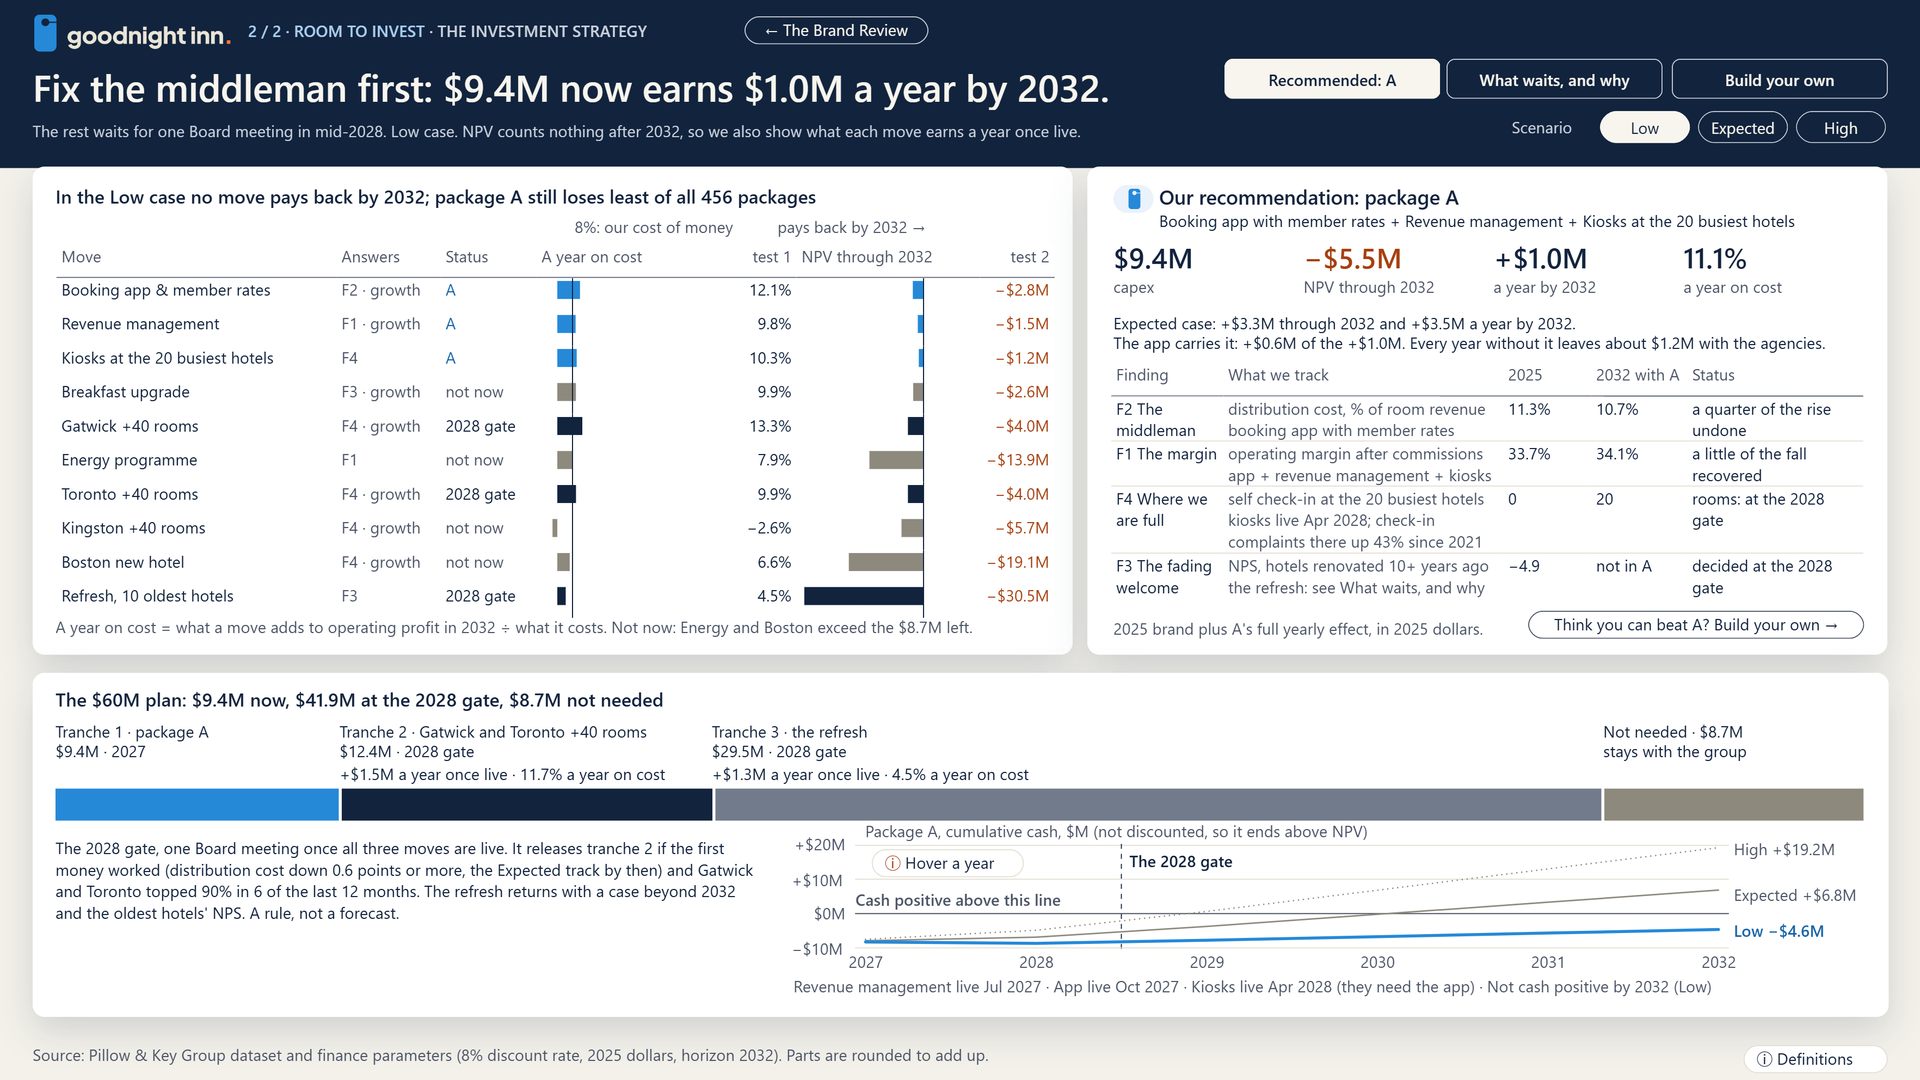 goodnight inn.
2 / 2 · ROOM TO INVEST · THE INVESTMENT STRATEGY
← The Brand Review
Fix the middleman first: $9.4M now earns $1.0M a year by 2032.
The rest waits for one Board meeting in mid-2028. Low case. NPV counts nothing after 2032, so we also show what each move earns a year once live.
Recommended: A
What waits, and why
Build your own
Scenario
Low
Expected
High
In the Low case no move pays back by 2032; package A still loses least of all 456 packages
8%: our cost of money
pays back by 2032 →
Move Answers Status A year on cost test 1 NPV through 2032 test 2
Booking app & member rates F2 · growth A 12.1% −$2.8M
Revenue management F1 · growth A 9.8% −$1.5M
Kiosks at the 20 busiest hotels F4 A 10.3% −$1.2M
Breakfast upgrade F3 · growth not now 9.9% −$2.6M
Gatwick +40 rooms F4 · growth 2028 gate 13.3% −$4.0M
Energy programme F1 not now 7.9% −$13.9M
Toronto +40 rooms F4 · growth 2028 gate 9.9% −$4.0M
Kingston +40 rooms F4 · growth not now −2.6% −$5.7M
Boston new hotel F4 · growth not now 6.6% −$19.1M
Refresh, 10 oldest hotels F3 2028 gate 4.5% −$30.5M
A year on cost = what a move adds to operating profit in 2032 ÷ what it costs. Not now: Energy and Boston exceed the $8.7M left.
Our recommendation: package A
Booking app with member rates + Revenue management + Kiosks at the 20 busiest hotels
$9.4M −$5.5M +$1.0M 11.1%
capex NPV through 2032 a year by 2032 a year on cost
Expected case: +$3.3M through 2032 and +$3.5M a year by 2032.
The app carries it: +$0.6M of the +$1.0M. Every year without it leaves about $1.2M with the agencies.
Finding What we track 2025 2032 with A Status
F2 The distribution cost, % of room revenue 11.3% 10.7% a quarter of the rise
middleman booking app with member rates undone
F1 The margin operating margin after commissions 33.7% 34.1% a little of the fall
app + revenue management + kiosks recovered
F4 Where we self check-in at the 20 busiest hotels 0 20 rooms: at the 2028
are full kiosks live Apr 2028; check-in gate
complaints there up 43% since 2021
F3 The fading NPS, hotels renovated 10+ years ago −4.9 not in A decided at the 2028
welcome the refresh: see What waits, and why gate
2025 brand plus A's full yearly effect, in 2025 dollars.
Think you can beat A? Build your own →
The $60M plan: $9.4M now, $41.9M at the 2028 gate, $8.7M not needed
Tranche 1 · package A
$9.4M · 2027
Tranche 2 · Gatwick and Toronto +40 rooms
$12.4M · 2028 gate
+$1.5M a year once live · 11.7% a year on cost
Tranche 3 · the refresh
$29.5M · 2028 gate
+$1.3M a year once live · 4.5% a year on cost
Not needed · $8.7M
stays with the group
The 2028 gate, one Board meeting once all three moves are live. It releases tranche 2 if the first
money worked (distribution cost down 0.6 points or more, the Expected track by then) and Gatwick
and Toronto topped 90% in 6 of the last 12 months. The refresh returns with a case beyond 2032
and the oldest hotels' NPS. A rule, not a forecast.
Package A, cumulative cash, $M (not discounted, so it ends above NPV)
+$20M
+$10M
$0M
−$10M
ⓘ Hover a year
The 2028 gate
Cash positive above this line
High +$19.2M
Expected +$6.8M
Low −$4.6M
2027 2028 2029 2030 2031 2032
Revenue management live Jul 2027 · App live Oct 2027 · Kiosks live Apr 2028 (they need the app) · Not cash positive by 2032 (Low)
Source: Pillow & Key Group dataset and finance parameters (8% discount rate, 2025 dollars, horizon 2032). Parts are rounded to add up.
ⓘ Definitions